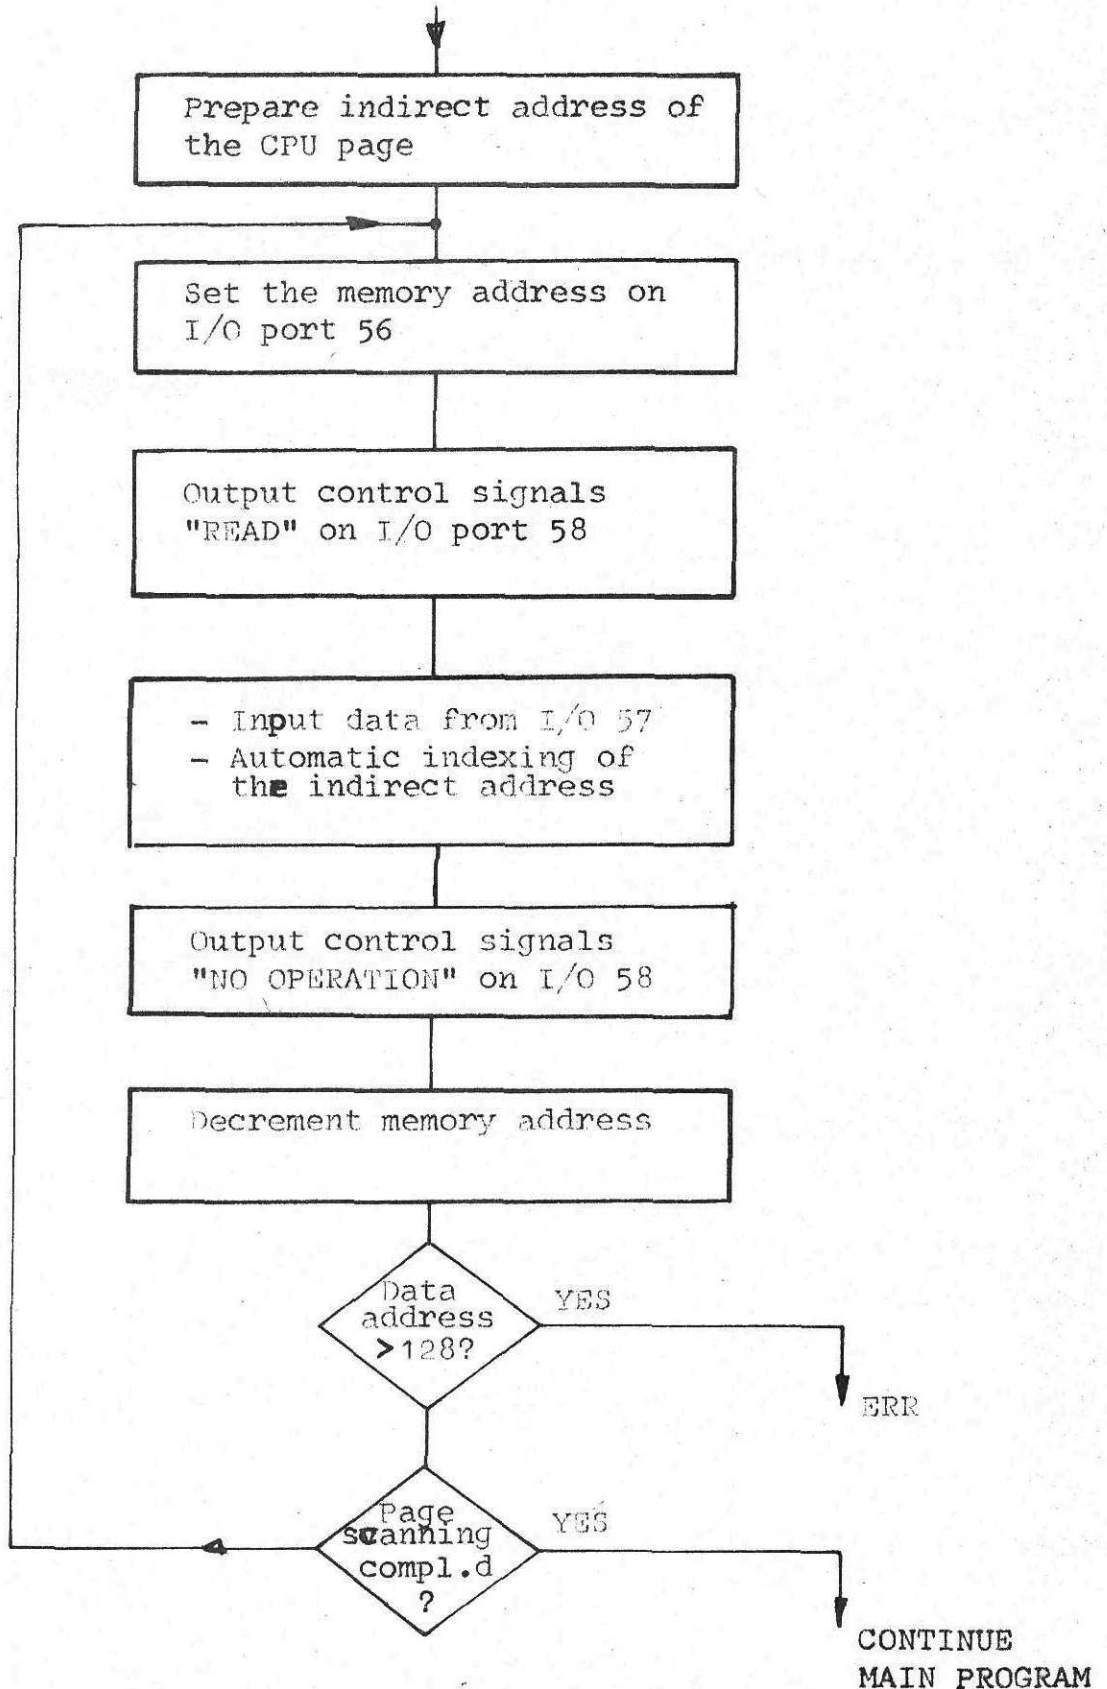 Prepare indirect address of
the CPU page
Set the memory address on
I/O port 56
Output control signals
"READ" on I/O port 58
- Input data from I/O 57
- Automatic indexing of
the indirect address
Output control signals
"NO OPERATION" on I/O 58
Decrement memory address
Data
address
>128?
YES
ERR
Page
scanning
compl.d
?
YES
CONTINUE
MAIN PROGRAM